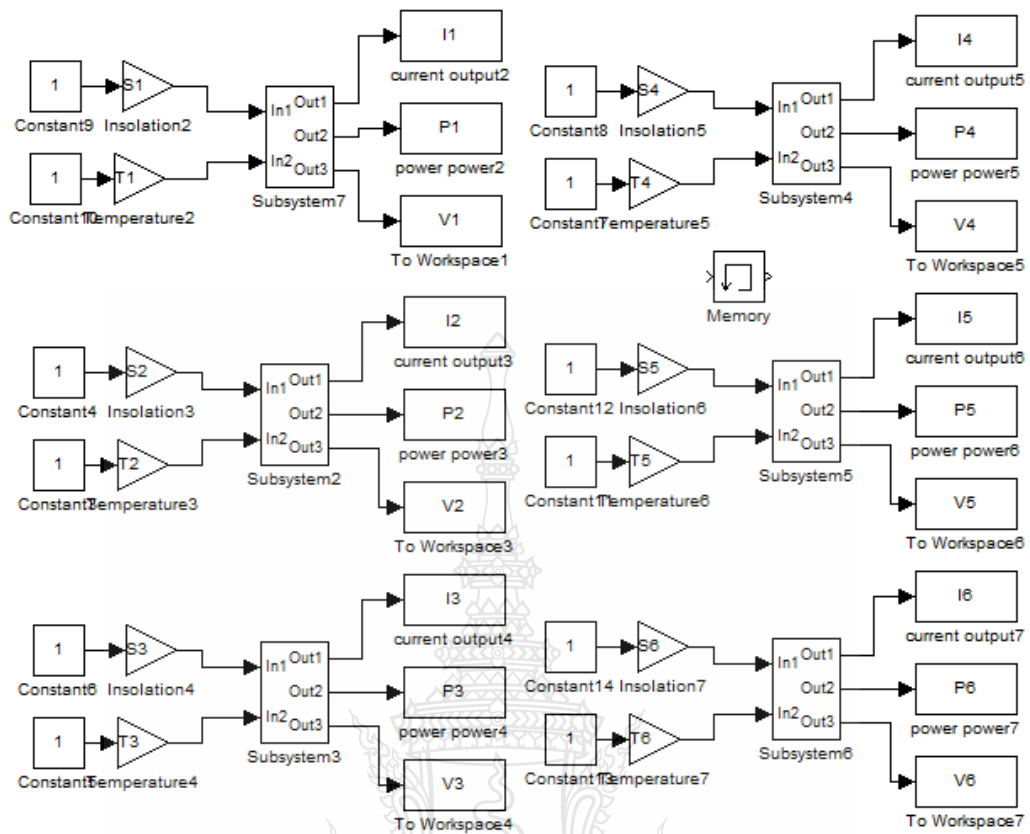 I1
current output2
1
S1
Constant9
Insolation2
In1
Out1
Out2
In2
Out3
Subsystem7
P1
power power2
1
T1
Constant10
Temperature2
V1
To Workspace1
I4
current output5
1
S4
Constant8
Insolation5
In1
Out1
Out2
In2
Out3
Subsystem4
P4
power power5
1
T4
Constant7
Temperature5
V4
To Workspace5
Memory
I2
current output3
1
S2
Constant4
Insolation3
In1
Out1
Out2
In2
Out3
Subsystem2
P2
power power3
1
T2
Temperature3
V2
To Workspace3
I5
current output6
1
S5
Constant12
Insolation6
In1
Out1
Out2
In2
Out3
Subsystem5
P5
power power6
1
T5
Constant11
Temperature6
V5
To Workspace6
I3
current output4
1
S3
Constant6
Insolation4
In1
Out1
Out2
In2
Out3
Subsystem3
P3
power power4
1
T3
Temperature4
V3
To Workspace4
I6
current output7
1
S6
Constant14
Insolation7
In1
Out1
Out2
In2
Out3
Subsystem6
P6
power power7
1
T6
Constant13
Temperature7
V6
To Workspace7